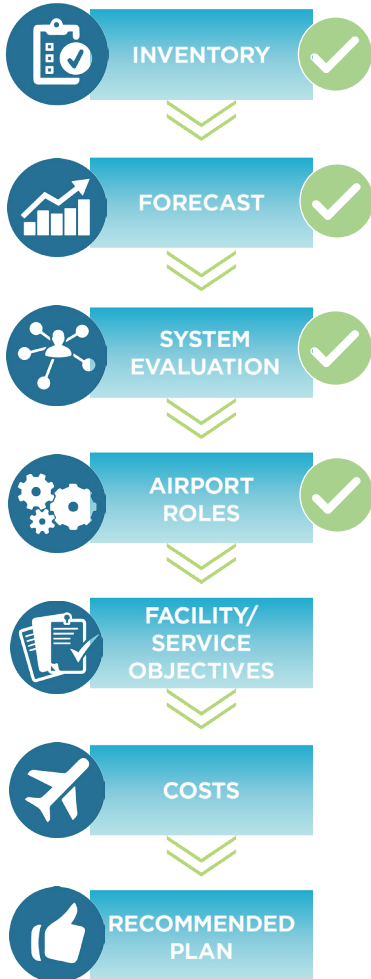 INVENTORY
FORECAST
SYSTEM
EVALUATION
AIRPORT
ROLES
FACILITY/
SERVICE
OBJECTIVES
COSTS
RECOMMENDED
PLAN